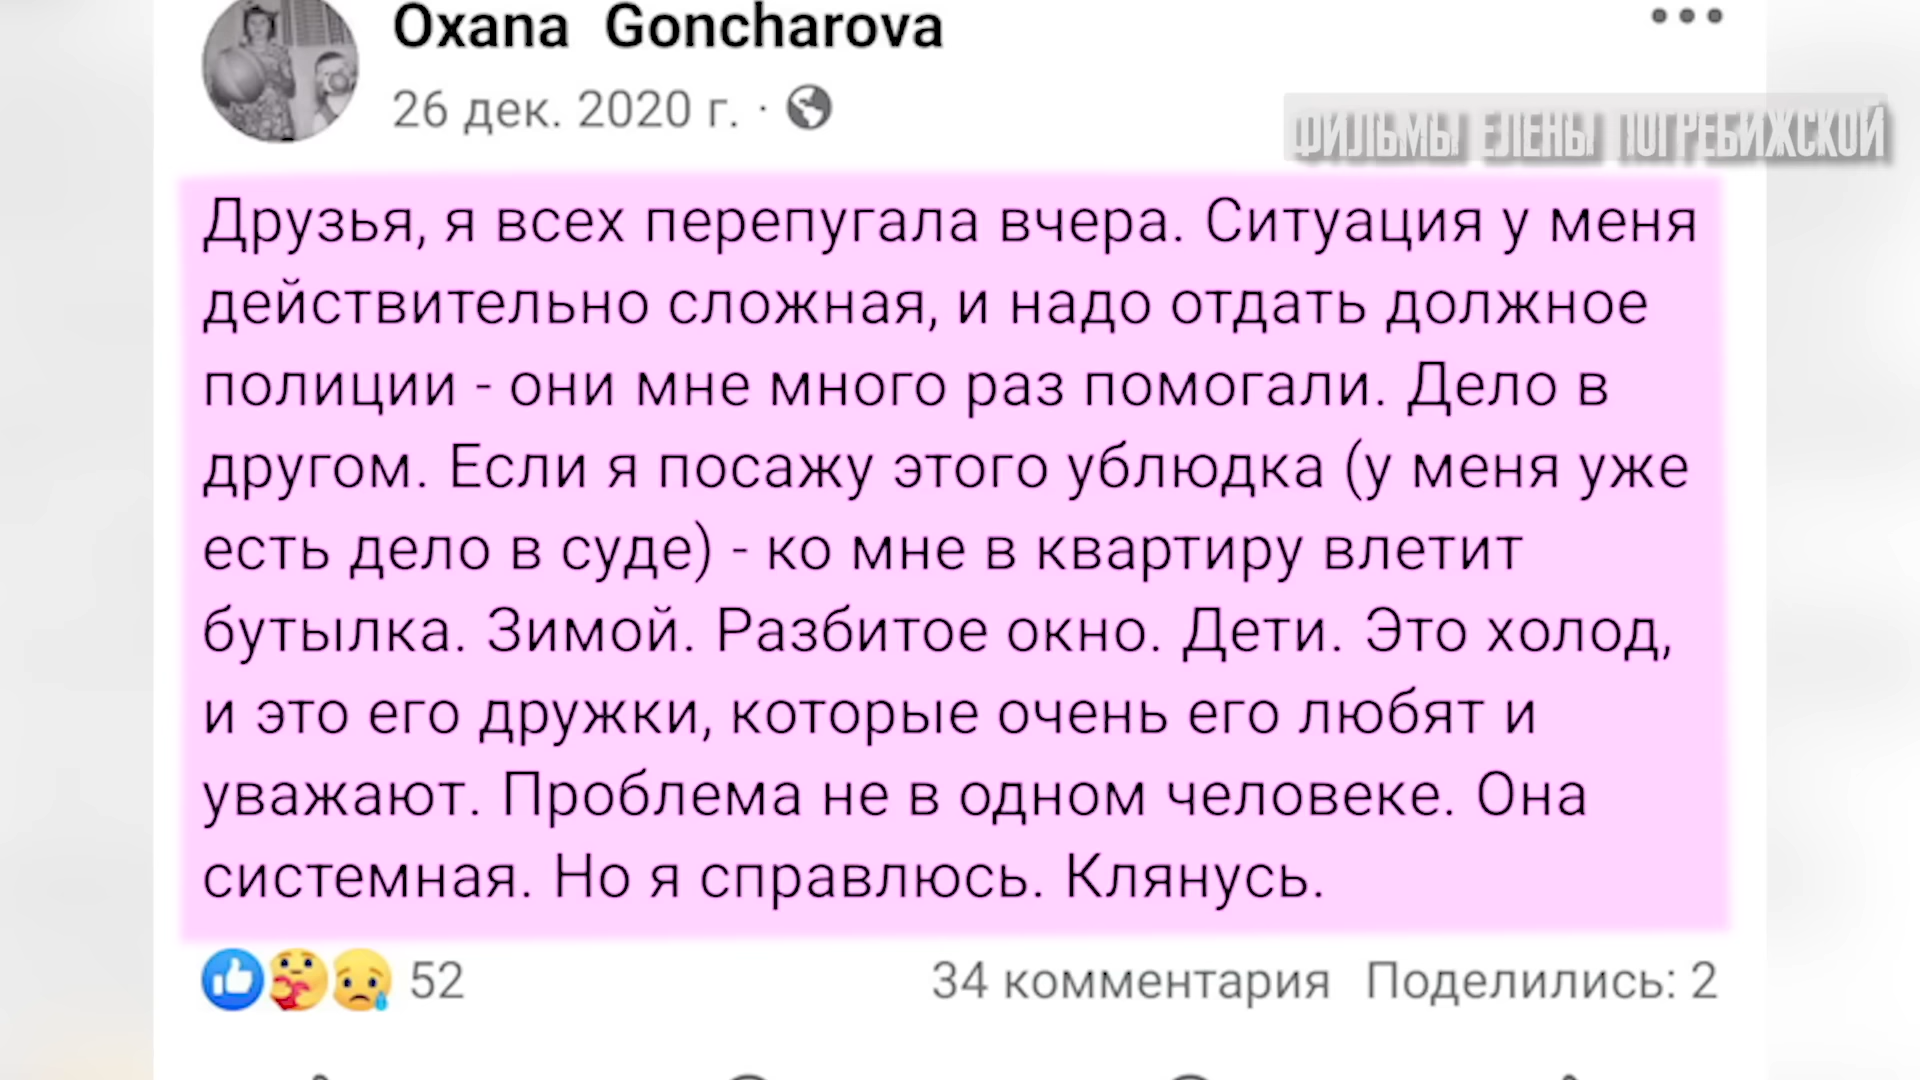 Oxana Goncharova
26 дек. 2020 г. ·
ФИЛЬМЫ ЕЛЕНЫ ПОГРЕБИЖСКОЙ
Друзья, я всех перепугала вчера. Ситуация у меня
действительно сложная, и надо отдать должное
полиции - они мне много раз помогали. Дело в
другом. Если я посажу этого ублюдка (у меня уже
есть дело в суде) - ко мне в квартиру влетит
бутылка. Зимой. Разбитое окно. Дети. Это холод,
и это его дружки, которые очень его любят и
уважают. Проблема не в одном человеке. Она
системная. Но я справлюсь. Клянусь.
52 34 комментария Поделились: 2